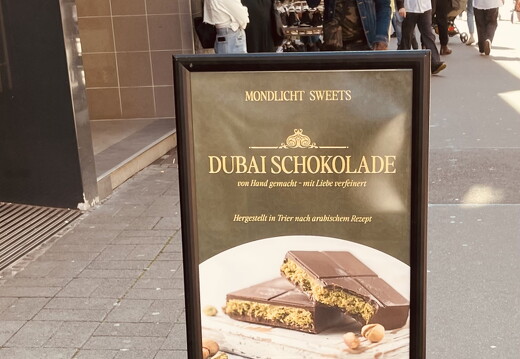 MONDLICHT SWEETS
DUBAI SCHOKOLADE
von Hand gemacht - mit Liebe verfeinert
Hergestellt in Trier nach arabischem Rezept